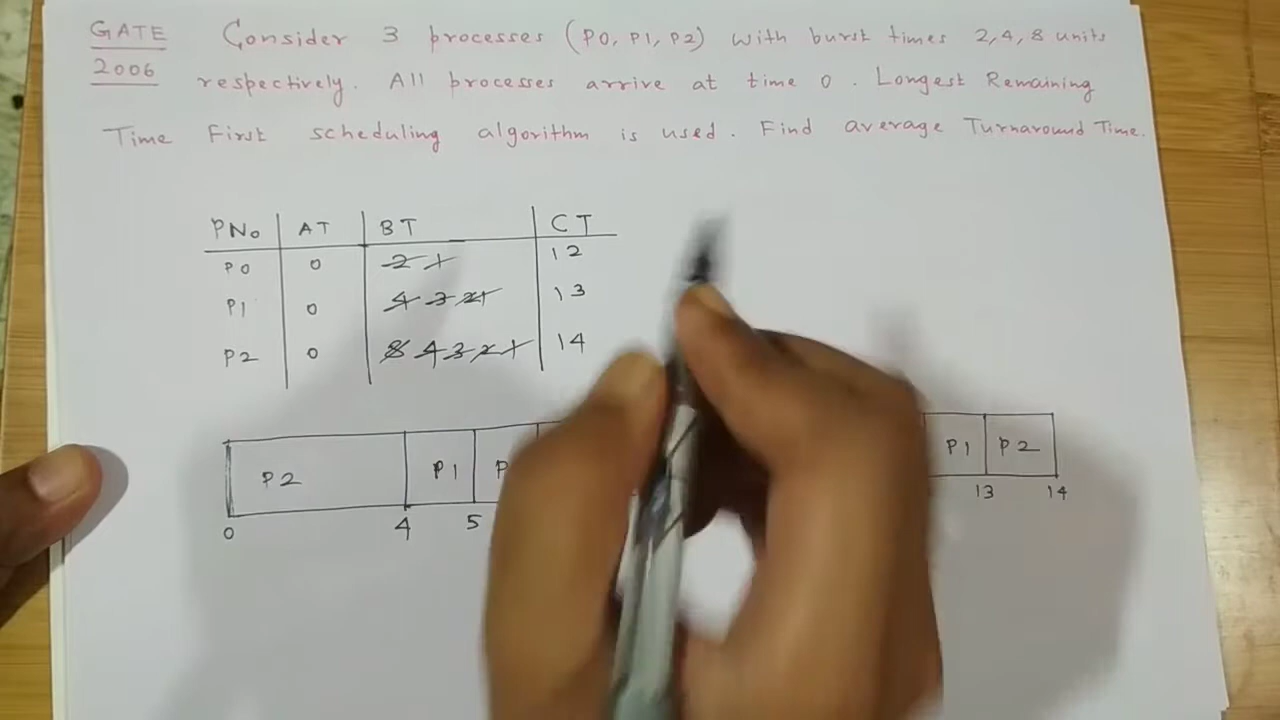 GATE Consider 3 processes (P0, P1, P2) with burst times 2,4,8 units
2006 respectively. All processes arrive at time 0. Longest Remaining
Time First scheduling algorithm is used. Find average Turnaround Time.
PNo AT BT CT
P0 0 2 1 12
P1 0 4 3 2 1 13
P2 0 8 4 3 2 1 14
P2 P1 P1 P2
0 4 5 13 14